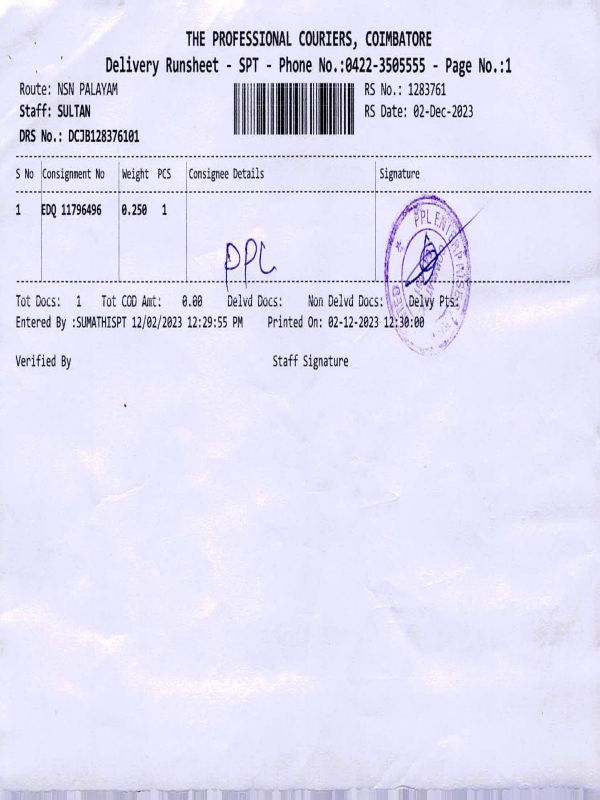 THE PROFESSIONAL COURIERS, COIMBATORE
Delivery Runsheet - SPT - Phone No.:0422-3505555 - Page No.:1
Route: NSN PALAYAM RS No.: 1283761
Staff: SULTAN RS Date: 02-Dec-2023
DRS No.: DCJB128376101
S No Consignment No Weight PCS Consignee Details Signature
1 EDQ 11796496 0.250 1
PPL ENTERPRISES
PPL
Tot Docs: 1 Tot COD Amt: 0.00 Delvd Docs: Non Delvd Docs: Delvy Pts:
Entered By :SUMATHISPT 12/02/2023 12:29:55 PM Printed On: 02-12-2023 12:30:00
Verified By Staff Signature